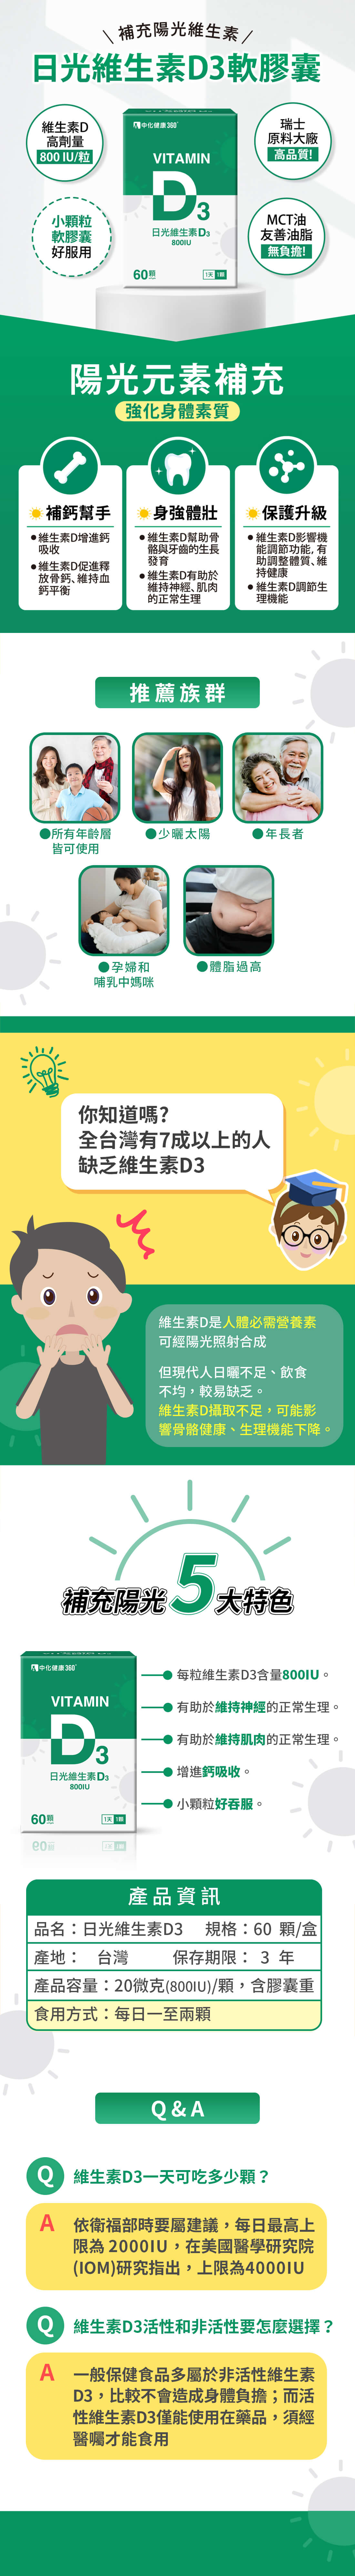 補充陽光維生素
日光維生素D3軟膠囊
維生素D
高劑量
800 IU/粒
瑞士
原料大廠
高品質!
小顆粒
軟膠囊
好服用
MCT油
友善油脂
無負擔!
中化健康360°
VITAMIN
D3
日光維生素D3
800IU
60顆
1天 1顆
陽光元素補充
強化身體素質
補鈣幫手
●維生素D增進鈣
吸收
●維生素D促進釋
放骨鈣、維持血
鈣平衡
身強體壯
●維生素D幫助骨
骼與牙齒的生長
發育
●維生素D有助於
維持神經、肌肉
的正常生理
保護升級
●維生素D影響機
能調節功能,有
助調整體質、維
持健康
●維生素D調節生
理機能
推薦族群
●所有年齡層
皆可使用
●少曬太陽
●年長者
●孕婦和
哺乳中媽咪
●體脂過高
你知道嗎?
全台灣有7成以上的人
缺乏維生素D3
維生素D是人體必需營養素
可經陽光照射合成
但現代人日曬不足、飲食
不均，較易缺乏。
維生素D攝取不足，可能影
響骨骼健康、生理機能下降。
補充陽光5大特色
中化健康360°
VITAMIN
D3
日光維生素D3
800IU
60顆
1天 1顆
每粒維生素D3含量800IU。
有助於維持神經的正常生理。
有助於維持肌肉的正常生理。
增進鈣吸收。
小顆粒好吞服。
產品資訊
品名：日光維生素D3 規格：60 顆/盒
產地： 台灣 保存期限： 3 年
產品容量：20微克(800IU)/顆，含膠囊重
食用方式：每日一至兩顆
Q&A
Q 維生素D3一天可吃多少顆？
A 依衛福部時要屬建議，每日最高上
限為 2000IU，在美國醫學研究院
(IOM)研究指出，上限為4000IU
Q 維生素D3活性和非活性要怎麼選擇？
A 一般保健食品多屬於非活性維生素
D3，比較不會造成身體負擔；而活
性維生素D3僅能使用在藥品，須經
醫囑才能食用